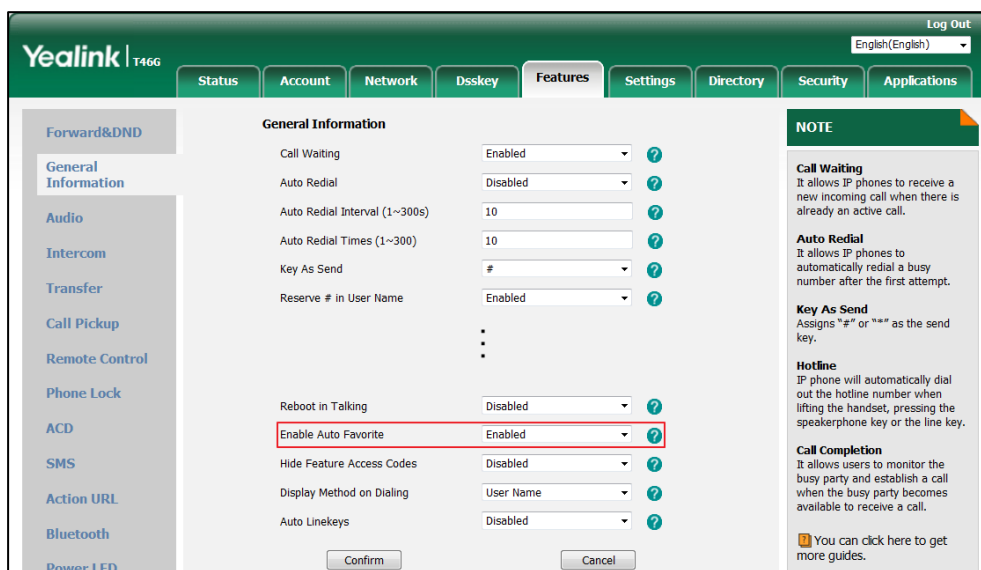 Log Out
Yealink | T46G
English(English)
Status
Account
Network
Dsskey
Features
Settings
Directory
Security
Applications
Forward&DND
General
Information
Audio
Intercom
Transfer
Call Pickup
Remote Control
Phone Lock
ACD
SMS
Action URL
Bluetooth
Power LED
General Information
Call Waiting Enabled ?
Auto Redial Disabled ?
Auto Redial Interval (1~300s) 10 ?
Auto Redial Times (1~300) 10 ?
Key As Send # ?
Reserve # in User Name Enabled ?
Reboot in Talking Disabled ?
Enable Auto Favorite Enabled ?
Hide Feature Access Codes Disabled ?
Display Method on Dialing User Name ?
Auto Linekeys Disabled ?
Confirm Cancel
NOTE
Call Waiting
It allows IP phones to receive a
new incoming call when there is
already an active call.
Auto Redial
It allows IP phones to
automatically redial a busy
number after the first attempt.
Key As Send
Assigns "#" or "*" as the send
key.
Hotline
IP phone will automatically dial
out the hotline number when
lifting the handset, pressing the
speakerphone key or the line key.
Call Completion
It allows users to monitor the
busy party and establish a call
when the busy party becomes
available to receive a call.
? You can click here to get
more guides.